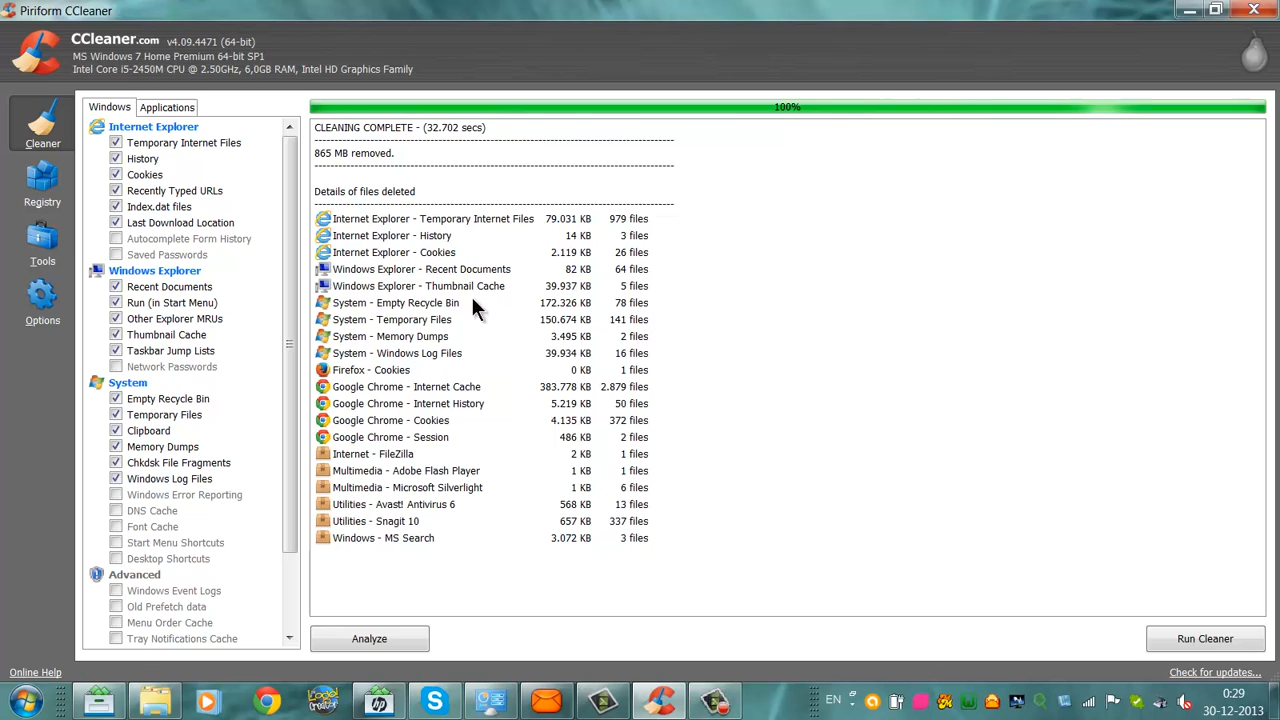 Piriform CCleaner
CCleaner.com v4.09.4471 (64-bit)
MS Windows 7 Home Premium 64-bit SP1
Intel Core i5-2450M CPU @ 2.50GHz, 6,0GB RAM, Intel HD Graphics Family
Cleaner
Registry
Tools
Options
Windows
Applications
Internet Explorer
Temporary Internet Files
History
Cookies
Recently Typed URLs
Index.dat files
Last Download Location
Autocomplete Form History
Saved Passwords
Windows Explorer
Recent Documents
Run (in Start Menu)
Other Explorer MRUs
Thumbnail Cache
Taskbar Jump Lists
Network Passwords
System
Empty Recycle Bin
Temporary Files
Clipboard
Memory Dumps
Chkdsk File Fragments
Windows Log Files
Windows Error Reporting
DNS Cache
Font Cache
Start Menu Shortcuts
Desktop Shortcuts
Advanced
Windows Event Logs
Old Prefetch data
Menu Order Cache
Tray Notifications Cache
100%
CLEANING COMPLETE - (32.702 secs)
865 MB removed.
Details of files deleted
Internet Explorer - Temporary Internet Files 79.031 KB 979 files
Internet Explorer - History 14 KB 3 files
Internet Explorer - Cookies 2.119 KB 26 files
Windows Explorer - Recent Documents 82 KB 64 files
Windows Explorer - Thumbnail Cache 39.937 KB 5 files
System - Empty Recycle Bin 172.326 KB 78 files
System - Temporary Files 150.674 KB 141 files
System - Memory Dumps 3.495 KB 2 files
System - Windows Log Files 39.934 KB 16 files
Firefox - Cookies 0 KB 1 files
Google Chrome - Internet Cache 383.778 KB 2.879 files
Google Chrome - Internet History 5.219 KB 50 files
Google Chrome - Cookies 4.135 KB 372 files
Google Chrome - Session 486 KB 2 files
Internet - FileZilla 2 KB 1 files
Multimedia - Adobe Flash Player 1 KB 1 files
Multimedia - Microsoft Silverlight 1 KB 6 files
Utilities - Avast! Antivirus 6 568 KB 13 files
Utilities - Snagit 10 657 KB 337 files
Windows - MS Search 3.072 KB 3 files
Analyze
Run Cleaner
Online Help
Check for updates...
EN
0:29
30-12-2013